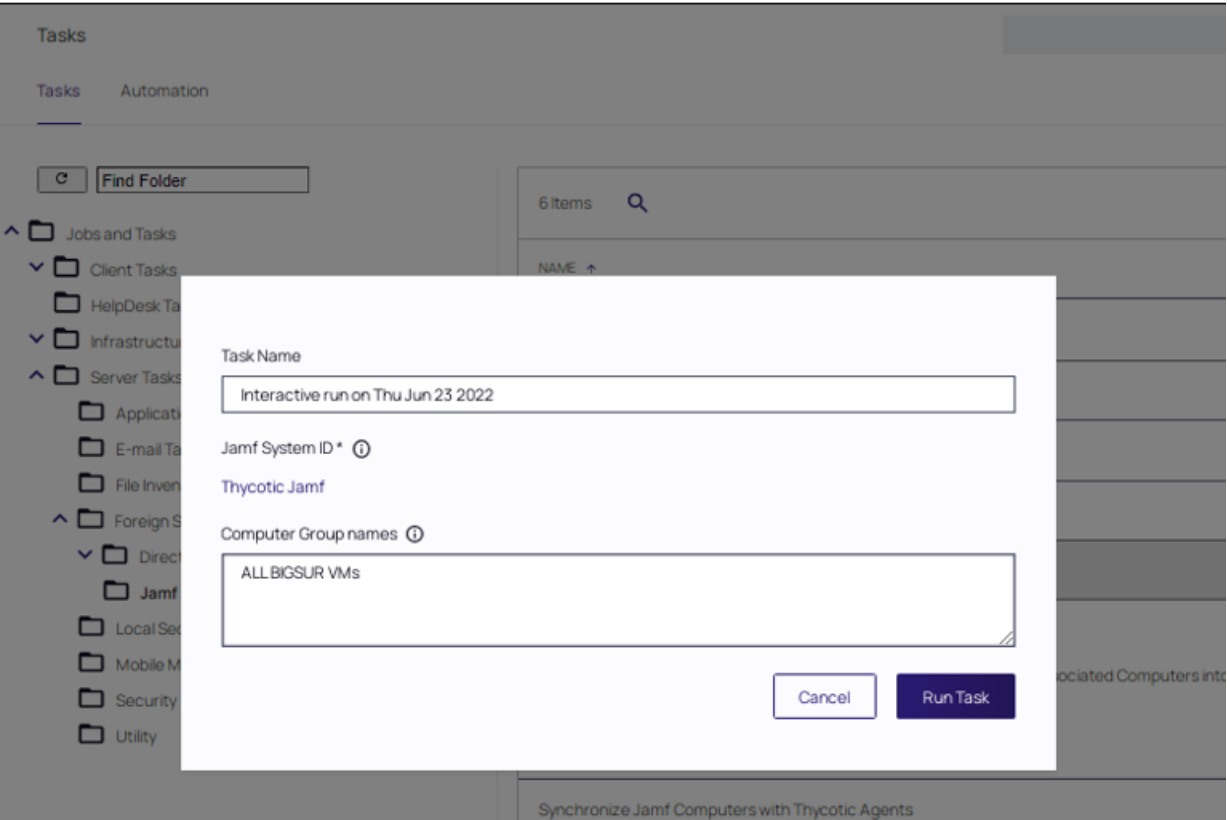 Tasks
Tasks
Automation
Find Folder
6 Items
Jobs and Tasks
NAME
Client Tasks
HelpDesk Ta
Infrastructu
Server Tasks
Applicati
E-mail Ta
File Inven
Foreign S
Direct
Jamf
Local Sec
Mobile M
Security
Utility
Task Name
Interactive run on Thu Jun 23 2022
Jamf System ID *
Thycotic Jamf
Computer Group names
ALL BIGSUR VMs
Cancel
Run Task
sociated Computers into
Synchronize Jamf Computers with Thycotic Agents